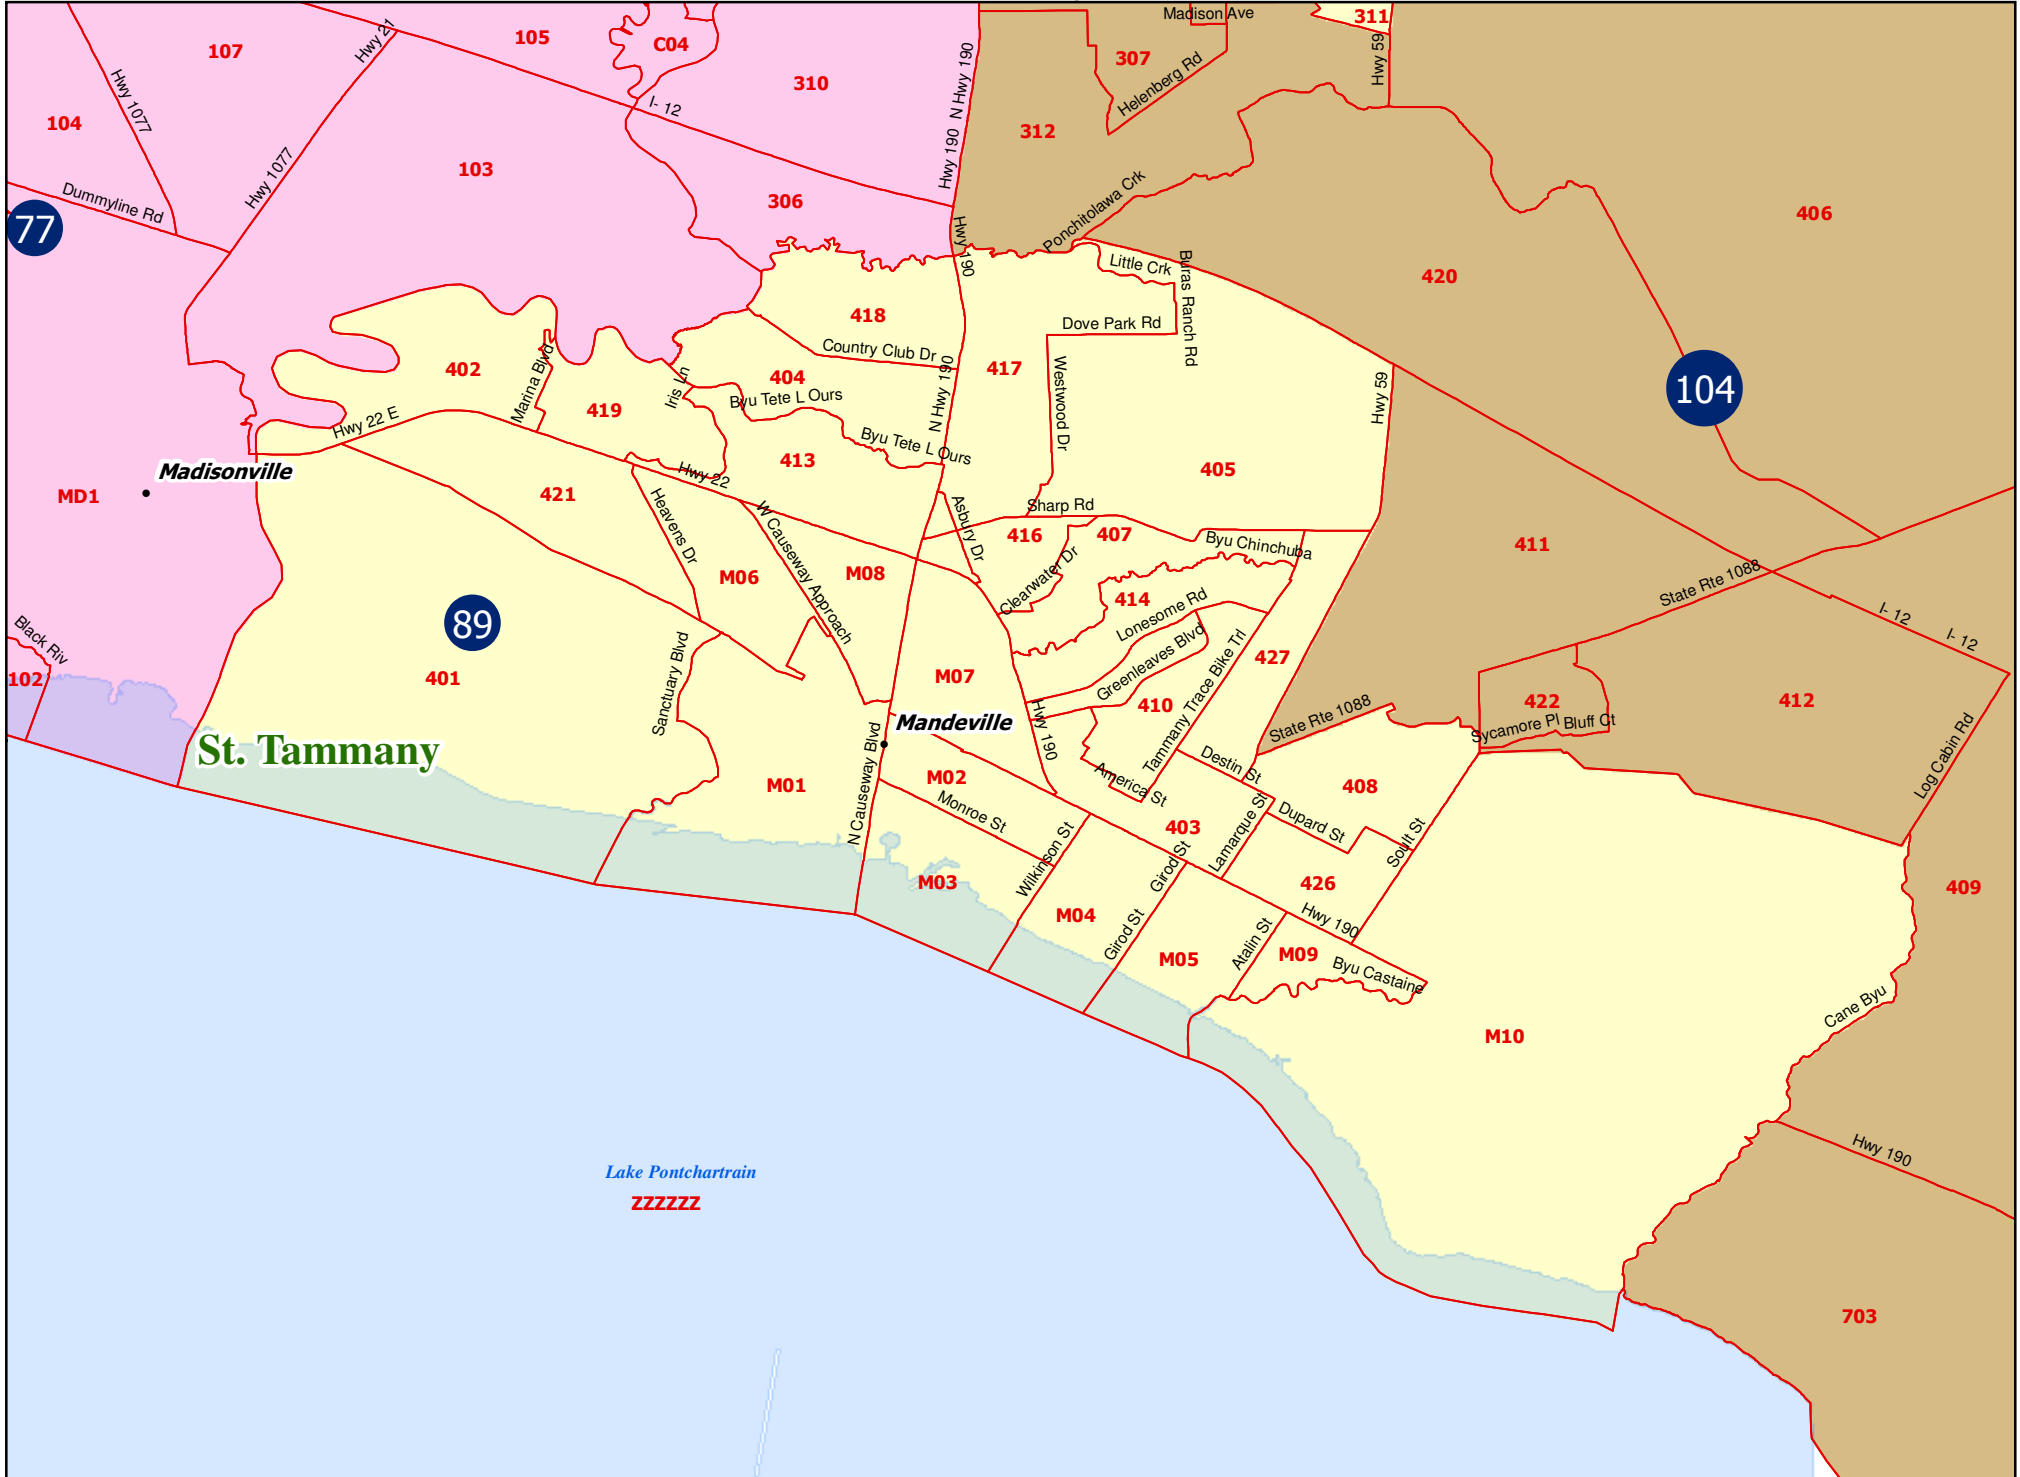 Madison Ave
311
107
Hwy 21
105
C04
310
N Hwy 190
307
Hwy 59
Helenberg Rd
Hwy 1077
104
I- 12
312
103
Hwy 190
Hwy 1077
Dummyline Rd
306
Ponchitolawa Crk
406
77
Hwy 190
Little Crk
Buras Ranch Rd
420
418
Dove Park Rd
Country Club Dr
402
Marina Blvd
404
417
104
Iris Ln
N Hwy 190
Westwood Dr
Hwy 59
Byu Tete L Ours
419
Hwy 22 E
Byu Tete L Ours
413
405
Madisonville
MD1
Hwy 22
421
Heavens Dr
W Causeway Approach
Asbury Dr
Sharp Rd
416
407
Byu Chinchuba
411
M06
M08
Clearwater Dr
State Rte 1088
414
Lonesome Rd
I- 12
I- 12
89
Black Riv
401
102
Sanctuary Blvd
M07
Greenleaves Blvd
427
410
Tammany Trace Bike Trl
422
412
Mandeville
Hwy 190
State Rte 1088
Sycamore Pl
Bluff Ct
St. Tammany
N Causeway Blvd
M01
M02
America St
Destin St
408
Log Cabin Rd
Monroe St
403
Lamarque St
Dupard St
Soult St
Wilkinson St
Girod St
M03
426
409
M04
Girod St
Hwy 190
Atalin St
M05
M09
Byu Castaine
Cane Byu
M10
Hwy 190
Lake Pontchartrain
ZZZZZZ
703